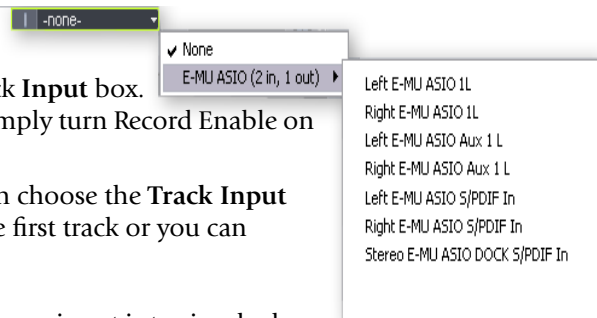 -none-
None
E-MU ASIO (2 in, 1 out)
Left E-MU ASIO 1L
Right E-MU ASIO 1L
Left E-MU ASIO Aux 1 L
Right E-MU ASIO Aux 1 L
Left E-MU ASIO S/PDIF In
Right E-MU ASIO S/PDIF In
Stereo E-MU ASIO DOCK S/PDIF In
Input box.
turn Record Enable on
choose the Track Input
first track or you can